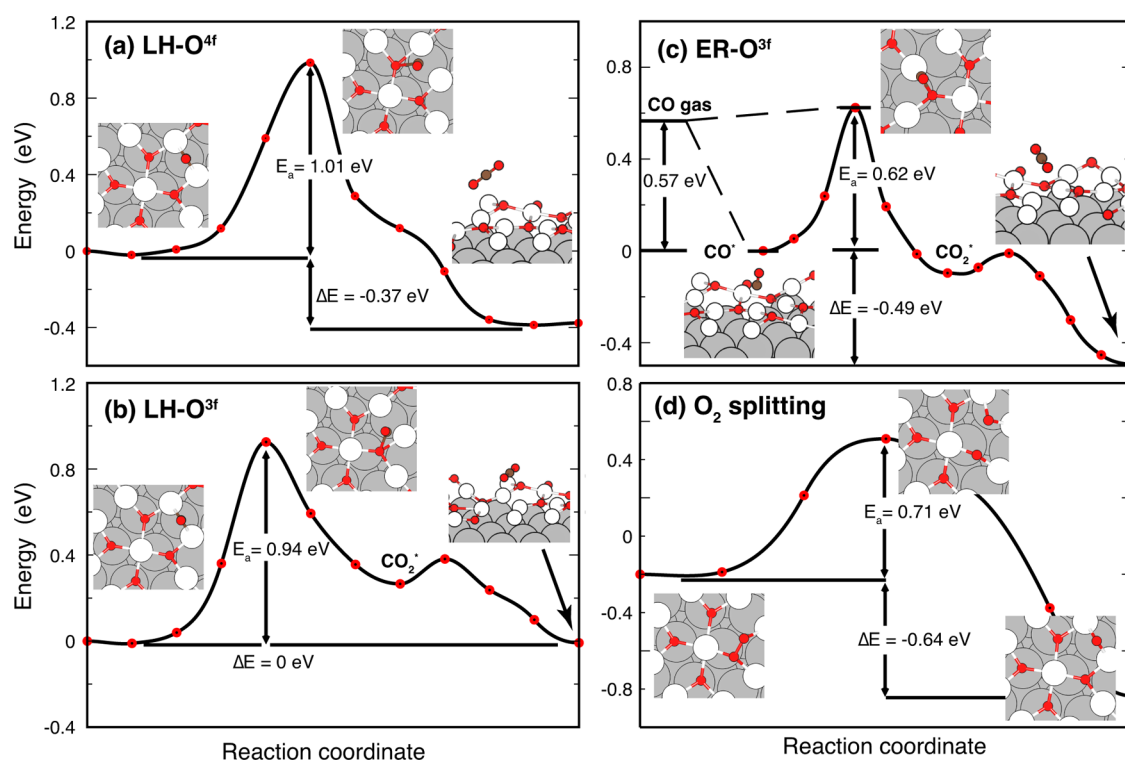 (a) LH-O4f
1.2
0.8
0.4
0
-0.4
Energy (eV)
Ea= 1.01 eV
ΔE = -0.37 eV
(b) LH-O3f
1.2
0.8
0.4
0
-0.4
Energy (eV)
Ea= 0.94 eV
CO2*
ΔE = 0 eV
Reaction coordinate
(c) ER-O3f
0.8
0.4
0
-0.4
CO gas
0.57 eV
Ea= 0.62 eV
CO*
CO2*
ΔE = -0.49 eV
(d) O2 splitting
0.8
0.4
0
-0.4
-0.8
Ea= 0.71 eV
ΔE = -0.64 eV
Reaction coordinate